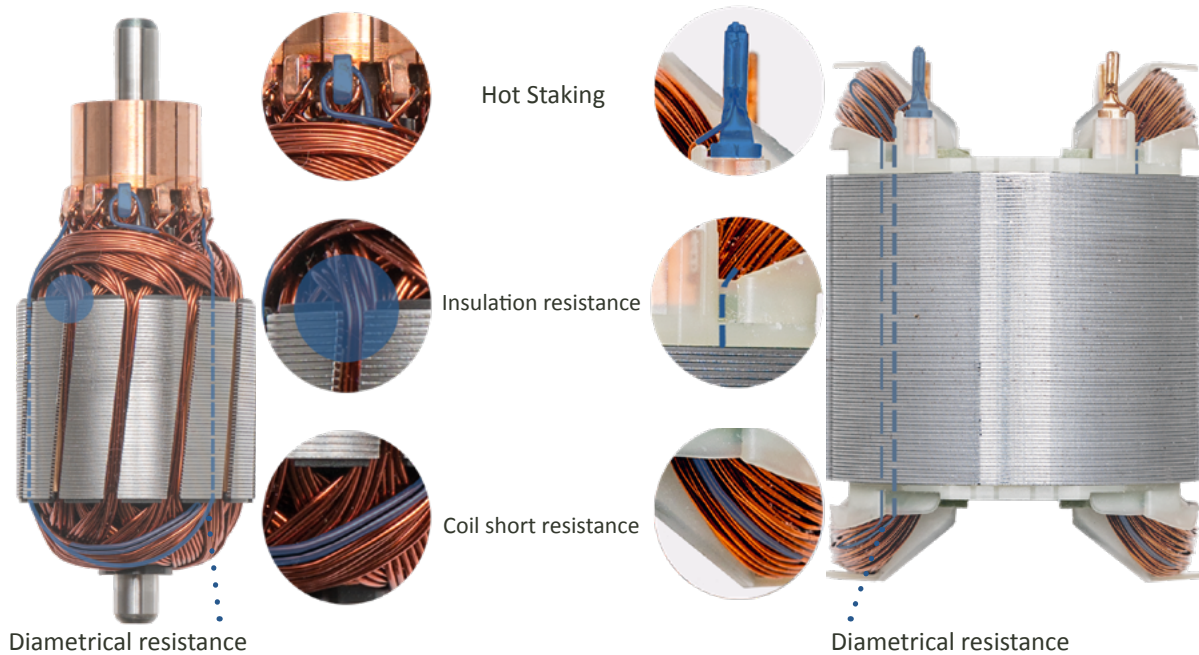 Hot Staking
Insulation resistance
Coil short resistance
Diametrical resistance
Diametrical resistance